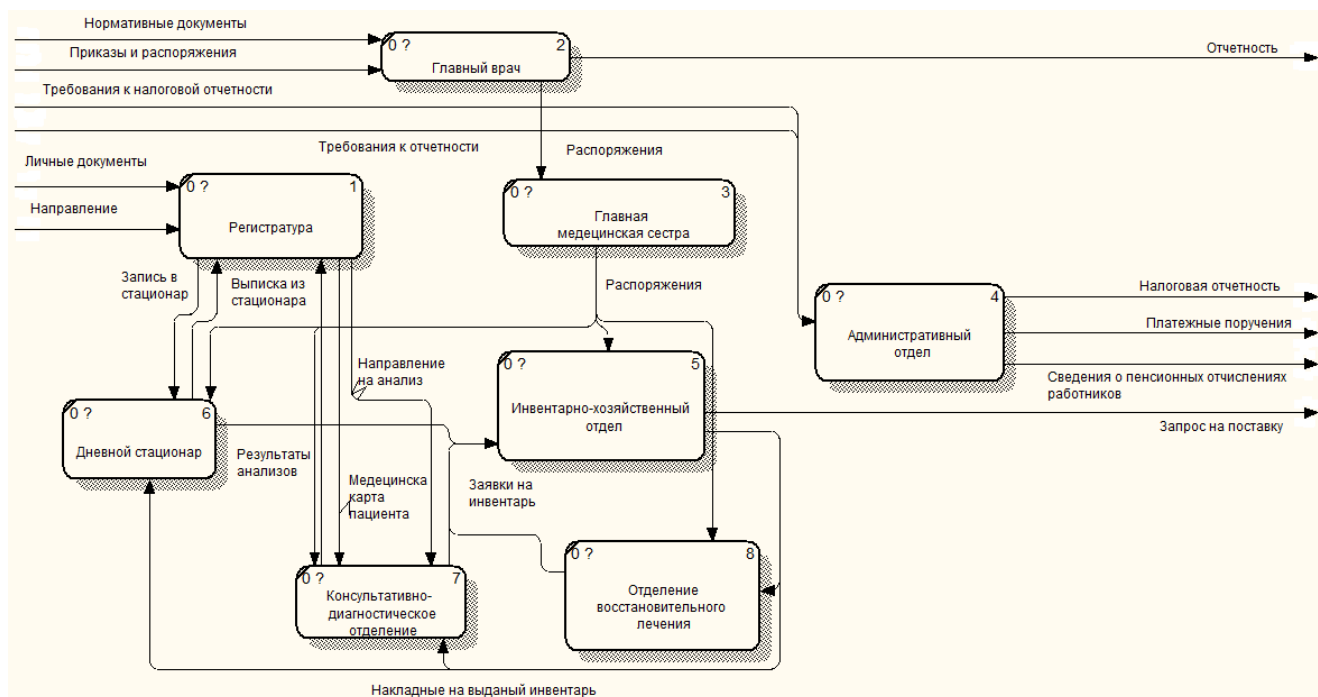 Нормативные документы
0 ?
2
Главный врач
Приказы и распоряжения
Отчетность
Требования к налоговой отчетности
Требования к отчетности
Распоряжения
Личные документы
0 ?
1
Регистратура
Направление
0 ?
3
Главная
медецинская сестра
Запись в
стационар
Выписка из
стационара
Распоряжения
0 ?
4
Административный
отдел
Налоговая отчетность
Платежные поручения
Сведения о пенсионных отчислениях
работников
Направление
на анализ
0 ?
5
Инвентарно-хозяйственный
отдел
Запрос на поставку
0 ?
6
Дневной стационар
Результаты
анализов
Медецинска
карта
пациента
Заявки на
инвентарь
0 ?
7
Консультативно-
диагностическое
отделение
0 ?
8
Отделение
восстановительного
лечения
Накладные на выданый инвентарь